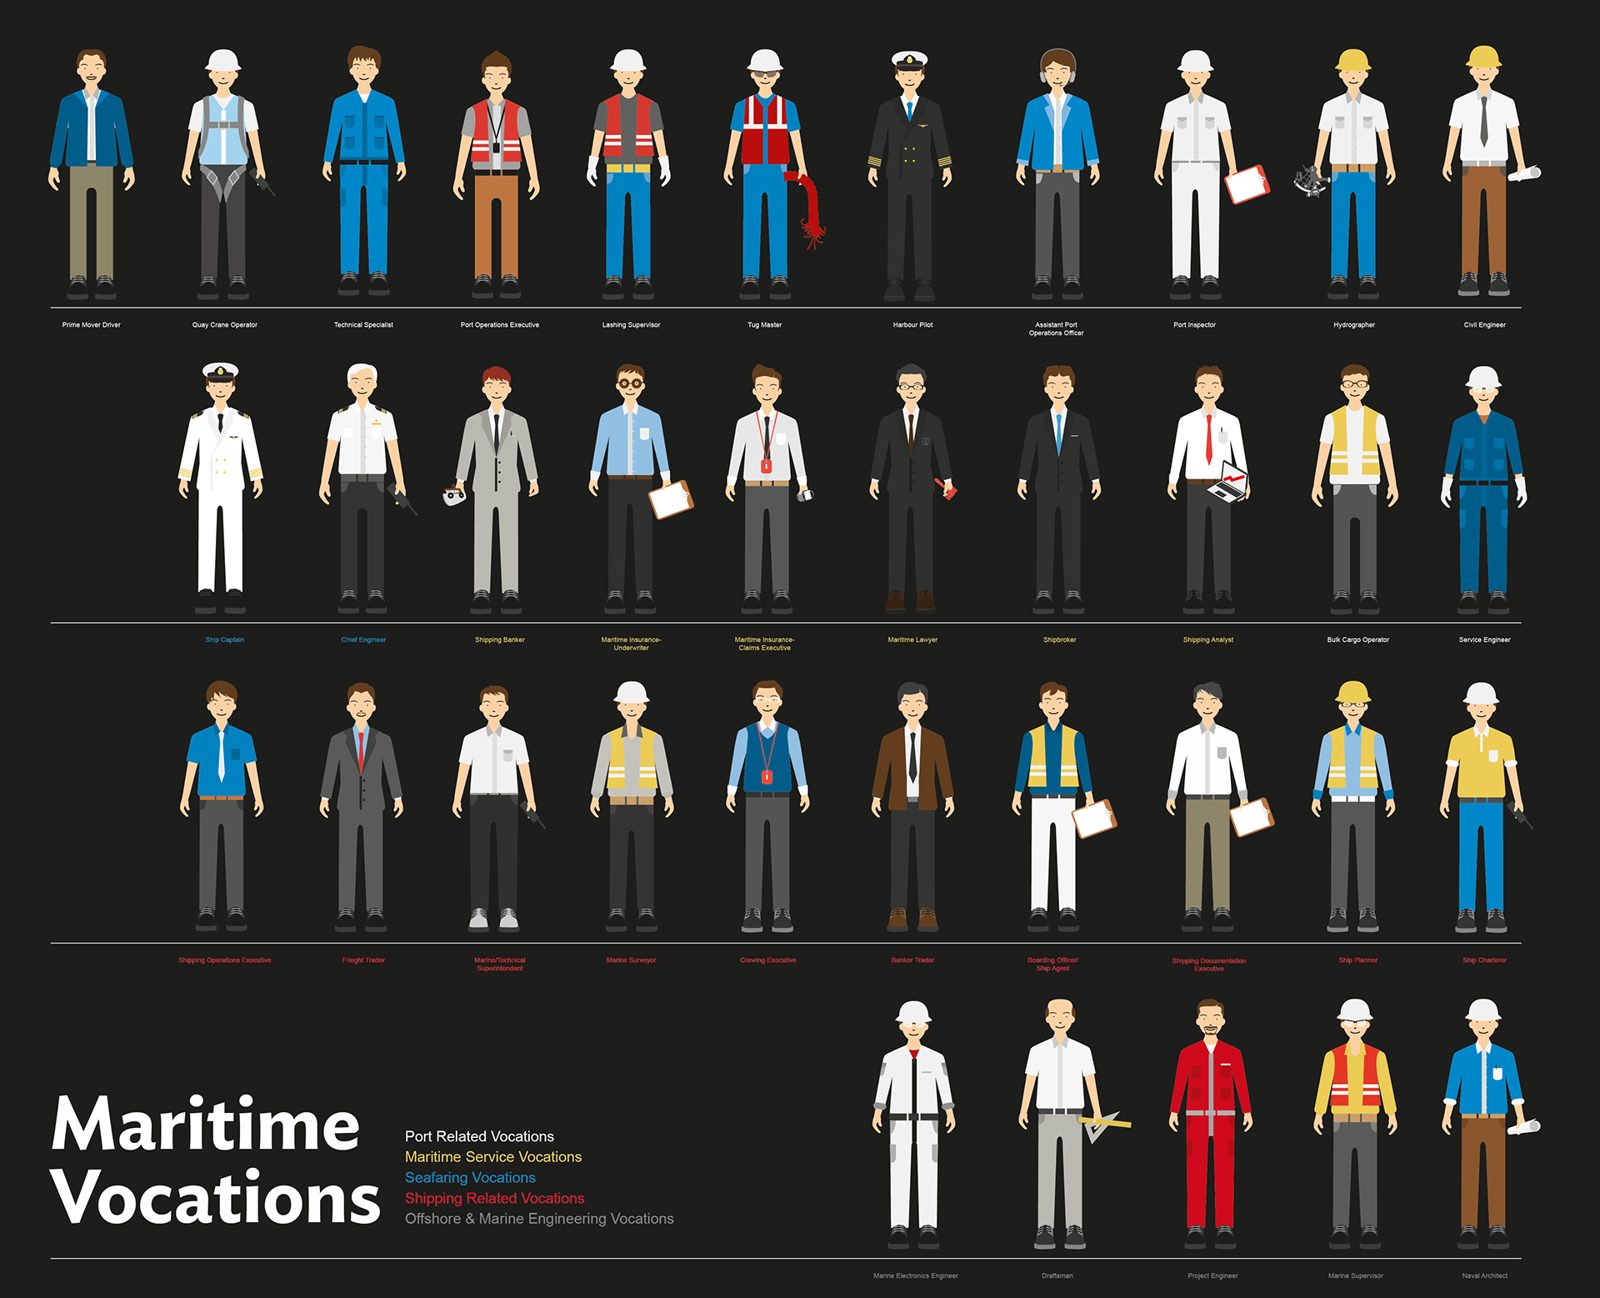 Prime Mover Driver
Quay Crane Operator
Technical Specialist
Port Operations Executive
Lashing Supervisor
Tug Master
Harbour Pilot
Assistant Port
Operations Officer
Port Inspector
Hydrographer
Civil Engineer
Ship Captain
Chief Engineer
Shipping Banker
Maritime Insurance-
Underwriter
Maritime Insurance-
Claims Executive
Maritime Lawyer
Shipbroker
Shipping Analyst
Bulk Cargo Operator
Service Engineer
Shipping Operations Executive
Frieght Trader
Marine/Technical
Superintendent
Marine Surveyor
Crewing Executive
Bunker Trader
Boarding Officer/
Ship Agent
Shipping Documentation
Executive
Ship Planner
Ship Charterer
Maritime
Vocations
Port Related Vocations
Maritime Service Vocations
Seafaring Vocations
Shipping Related Vocations
Offshore & Marine Engineering Vocations
Marine Electronics Engineer
Draftsman
Project Engineer
Marine Supervisor
Naval Architect